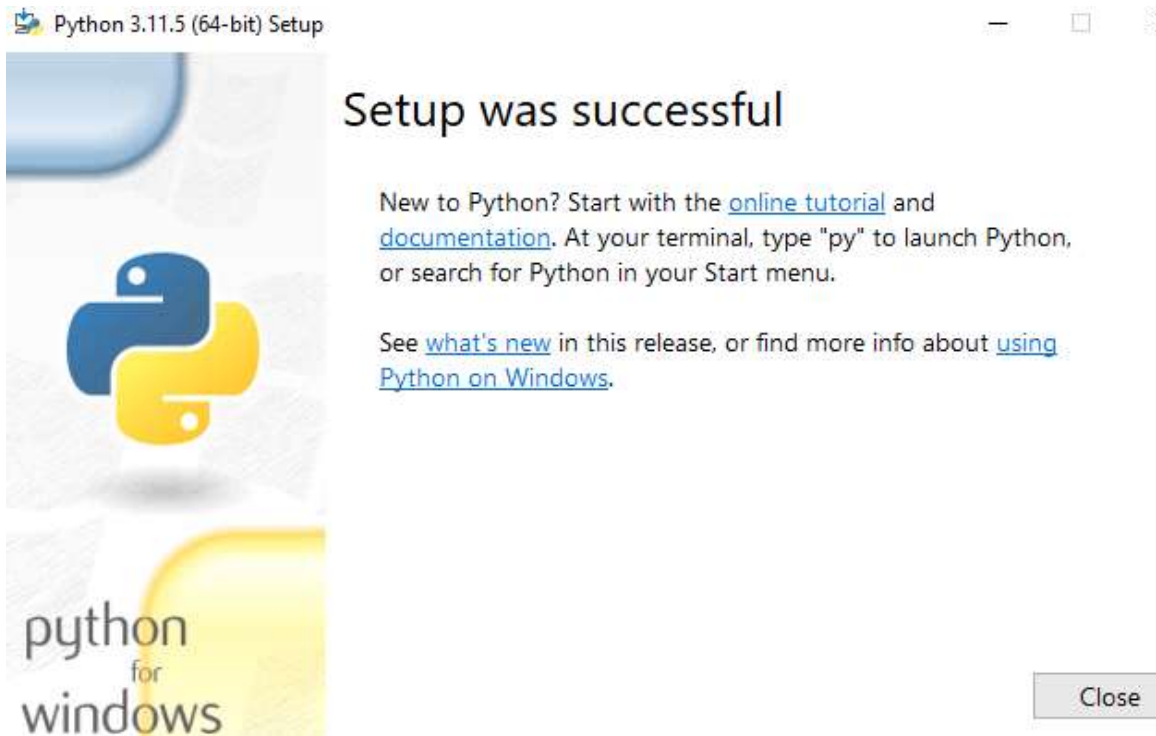 Python 3.11.5 (64-bit) Setup
Setup was successful
New to Python? Start with the online tutorial and
documentation. At your terminal, type "py" to launch Python,
or search for Python in your Start menu.
See what's new in this release, or find more info about using
Python on Windows.
python
for
windows
Close